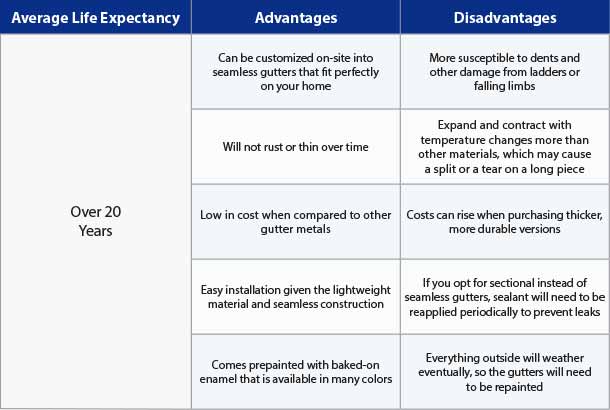 Average Life Expectancy
Advantages
Disadvantages
Over 20
Years
Can be customized on-site into
seamless gutters that fit perfectly
on your home
More susceptible to dents and
other damage from ladders or
falling limbs
Will not rust or thin over time
Expand and contract with
temperature changes more than
other materials, which may cause
a split or a tear on a long piece
Low in cost when compared to other
gutter metals
Costs can rise when purchasing thicker,
more durable versions
Easy installation given the lightweight
material and seamless construction
If you opt for sectional instead of
seamless gutters, sealant will need to be
reapplied periodically to prevent leaks
Comes prepainted with baked-on
enamel that is available in many colors
Everything outside will weather
eventually, so the gutters will need
to be repainted